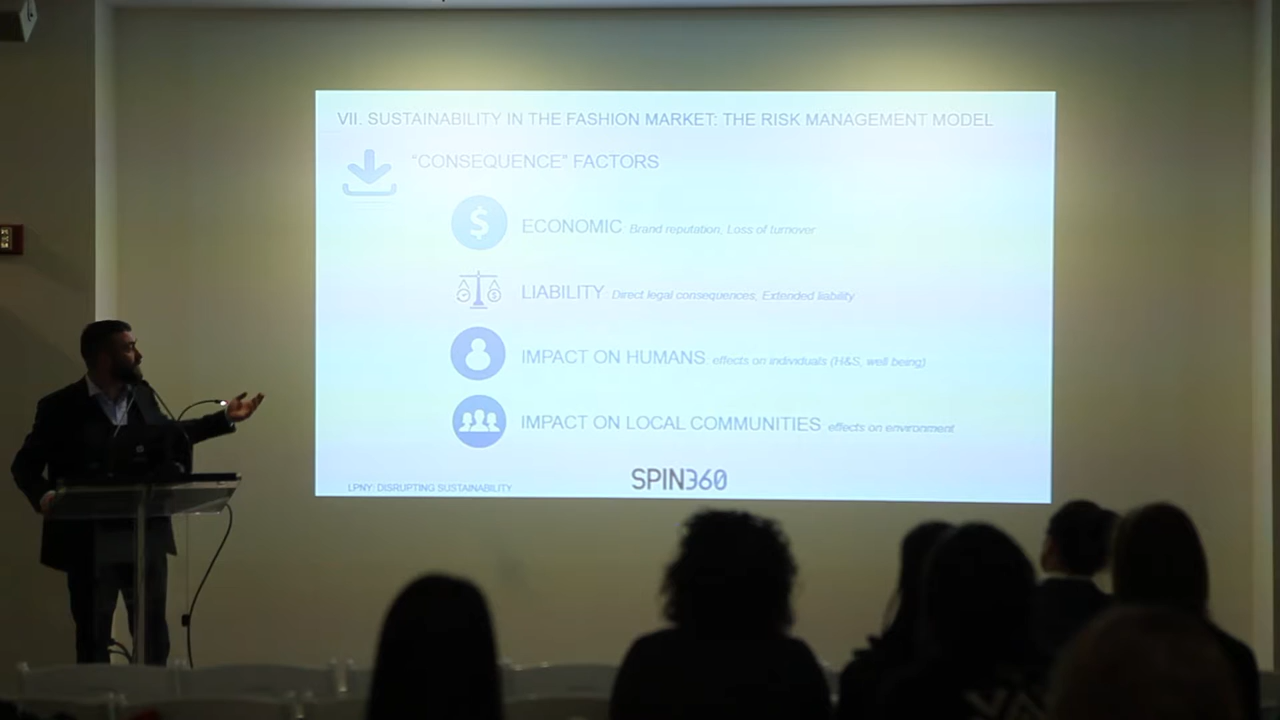 VII. SUSTAINABILITY IN THE FASHION MARKET: THE RISK MANAGEMENT MODEL
"CONSEQUENCE" FACTORS
$
ECONOMIC Brand reputation, Loss of turnover
LIABILITY Direct legal consequences, Extended liability
IMPACT ON HUMANS. effects on individuals (H&S, well being)
IMPACT ON LOCAL COMMUNITIES effects on environment
SPIN360
LPNY: DISRUPTING SUSTAINABILITY